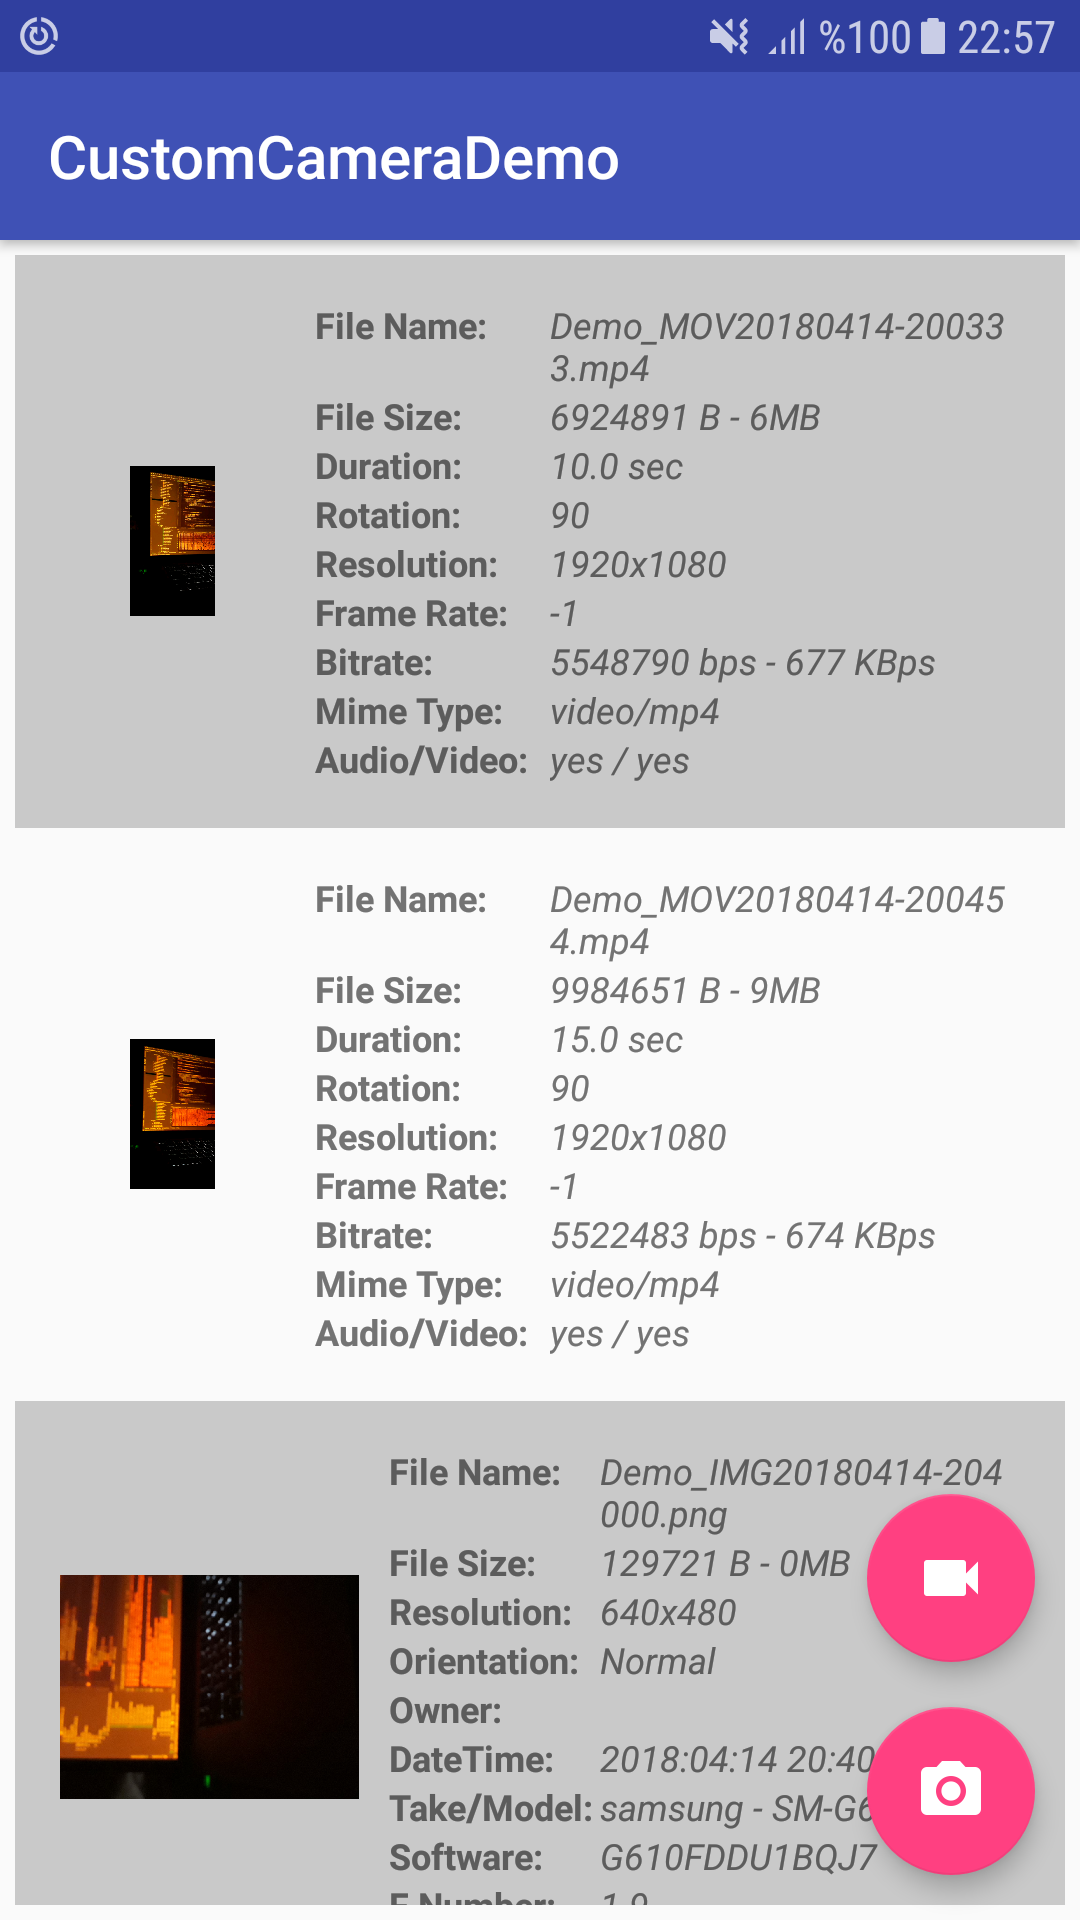 %100 22:57
CustomCameraDemo
File Name: Demo_MOV20180414-20033
3.mp4
File Size: 6924891 B - 6MB
Duration: 10.0 sec
Rotation: 90
Resolution: 1920x1080
Frame Rate: -1
Bitrate: 5548790 bps - 677 KBps
Mime Type: video/mp4
Audio/Video: yes / yes
File Name: Demo_MOV20180414-20045
4.mp4
File Size: 9984651 B - 9MB
Duration: 15.0 sec
Rotation: 90
Resolution: 1920x1080
Frame Rate: -1
Bitrate: 5522483 bps - 674 KBps
Mime Type: video/mp4
Audio/Video: yes / yes
File Name: Demo_IMG20180414-204
000.png
File Size: 129721 B - 0MB
Resolution: 640x480
Orientation: Normal
Owner:
DateTime: 2018:04:14 20:40
Take/Model: samsung - SM-G6
Software: G610FDDU1BQJ7
F Number: 1.9